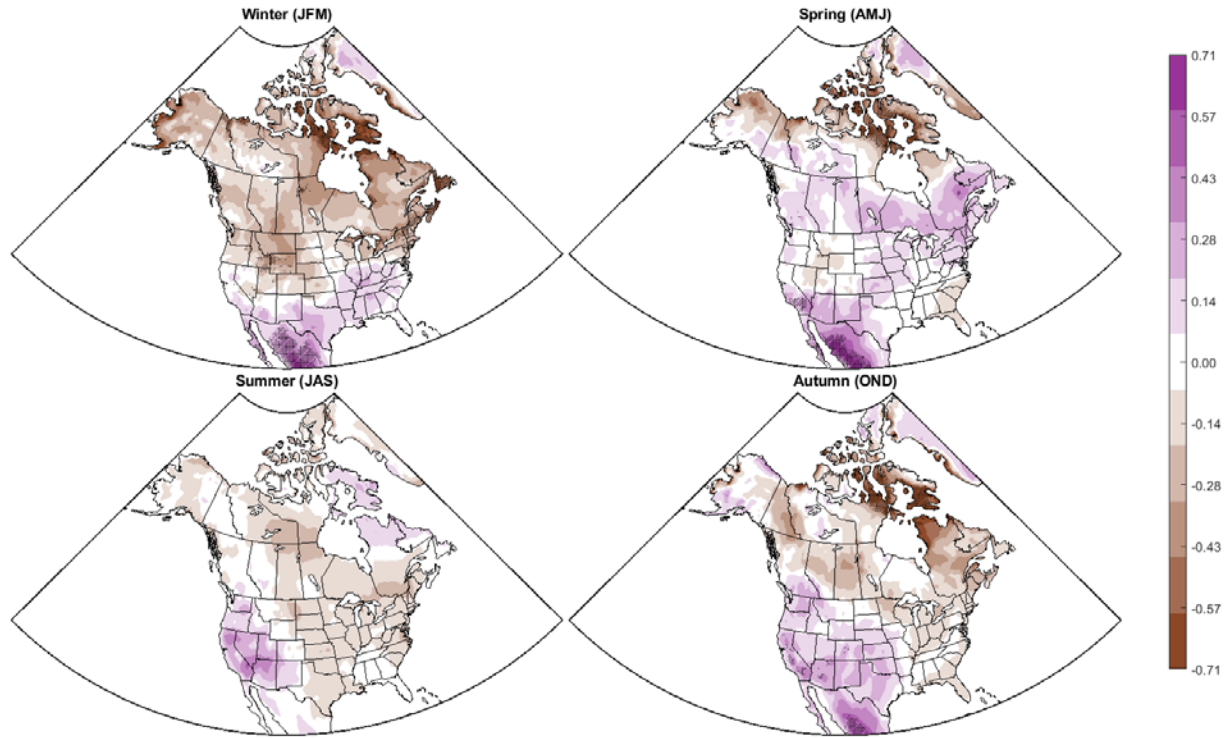 Winter (JFM)
Spring (AMJ)
0.71
0.57
0.43
0.28
0.14
0.00
-0.14
-0.28
-0.43
-0.57
-0.71
Summer (JAS)
Autumn (OND)